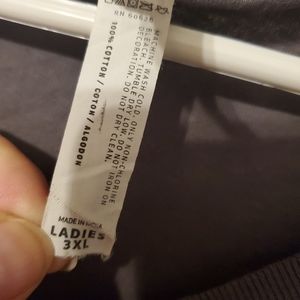 RN 60626
MACHINE WASH COLD. ONLY NON-CHLORINE
BLEACH. TUMBLE DRY LOW. DO NOT IRON ON
DECORATION. DO NOT DRY CLEAN.
100% COTTON / COTON / ALGODON
MADE IN INDIA
LADIES
3XL